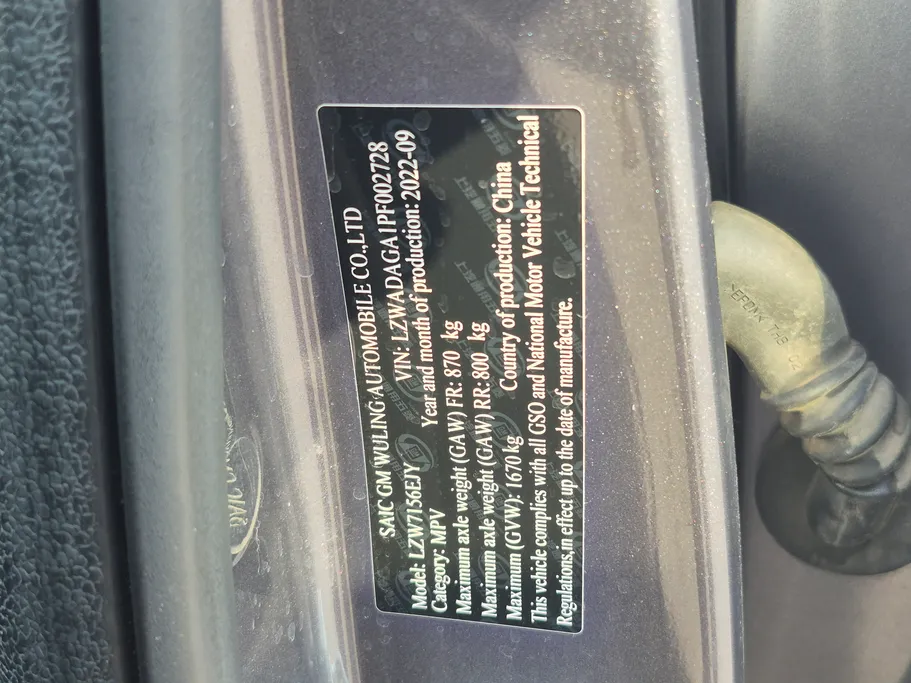 SAIC GM WULING AUTOMOBILE CO.,LTD
Model: LZW7156EJY VIN: LZWADAGA1PF002728
Category: MPV Year and month of production: 2022-09
Maximum axle weight (GAW) FR: 870 kg
Maximum axle weight (GAW) RR: 800 kg
Maximum (GVW): 1670 kg Country of production: China
This vehicle complies with all GSO and National Motor Vehicle Technical
Regulations,in effect up to the date of manufacture.